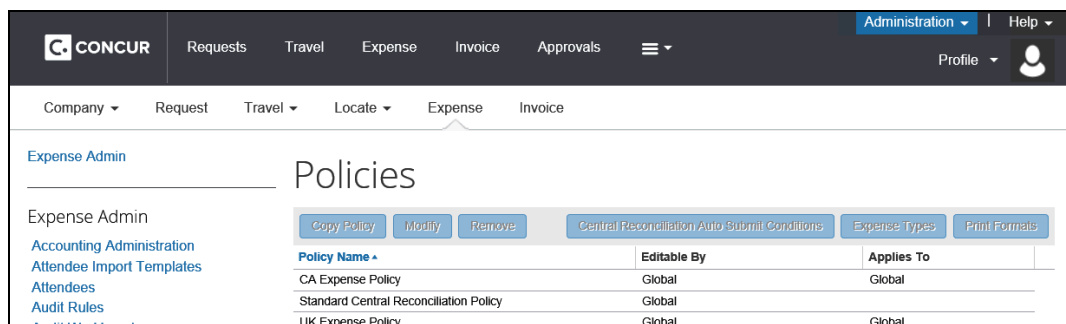 Administration | Help
C. CONCUR Requests Travel Expense Invoice Approvals
Profile
Company Request Travel Locate Expense Invoice
Expense Admin
Policies
Expense Admin
Copy Policy Modify Remove Central Reconciliation Auto Submit Conditions Expense Types Print Formats
Accounting Administration
Attendee Import Templates
Attendees
Audit Rules
Policy Name Editable By Applies To
CA Expense Policy Global Global
Standard Central Reconciliation Policy Global
UK Expense Policy Global Global